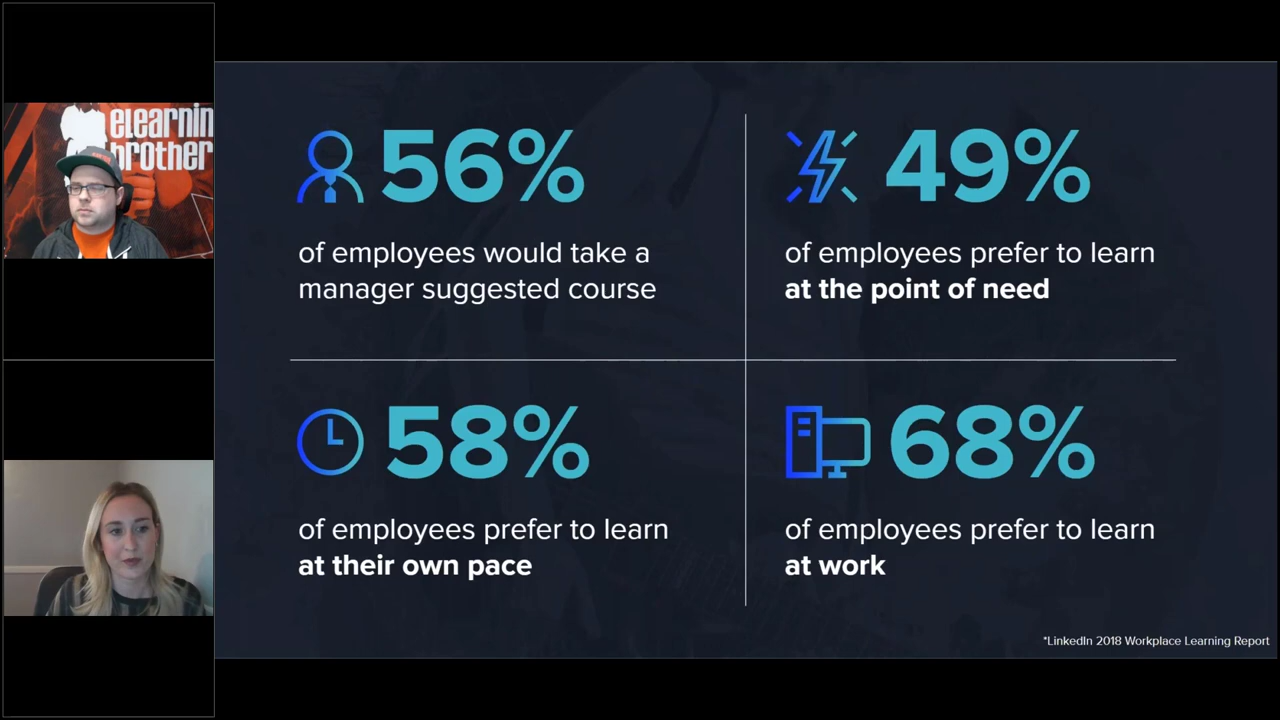 elearnin
brother
56%
of employees would take a
manager suggested course
49%
of employees prefer to learn
at the point of need
58%
of employees prefer to learn
at their own pace
68%
of employees prefer to learn
at work
*LinkedIn 2018 Workplace Learning Report